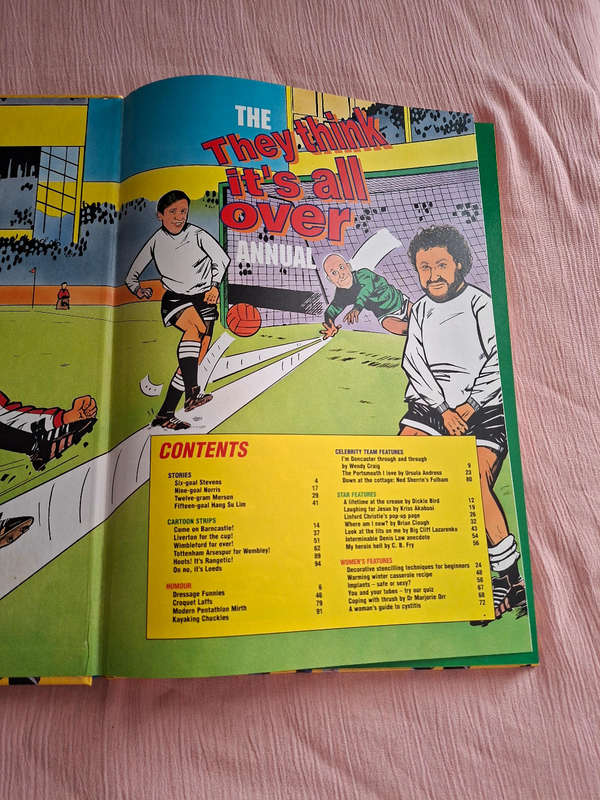 THE
They think
it's all
over
ANNUAL
CONTENTS
STORIES
Six-goal Stevens 4
Nine-goal Norris 17
Twelve-gram Merson 29
Fifteen-goal Hang Su Lim 41
CARTOON STRIPS
Come on Barncastle! 14
Liverton for the cup! 37
Wimbleford for over! 51
Tottenham Arsespur for Wembley! 62
Hoots! It's Rangetic! 89
On no, it's Leeds 94
HUMOUR
Dressage Funnies 6
Croquet Laffs 46
Modern Pentathlon Mirth 79
Kayaking Chuckles 91
CELEBRITY TEAM FEATURES
I'm Doncaster through and through
by Wendy Craig 9
The Portsmouth I love by Ursula Andress 23
Down at the cottage: Ned Sherrin's Fulham 80
STAR FEATURES
A lifetime at the crease by Dickie Bird 12
Laughing for Jesus by Kriss Akabusi 19
Linford Christie's pop-up page 26
Where am I now? by Brian Clough 32
Look at the tits on me by Big Cliff Lazarenko 43
Interminable Denis Law anecdote 54
My heroin hell by C. B. Fry 56
WOMEN'S FEATURES
Decorative stencilling techniques for beginners 24
Warming winter casserole recipe 48
Implants - safe or sexy? 56
You and your tubes - try our quiz 67
Coping with thrush by Dr Marjorie Orr 68
A woman's guide to cystitis 72